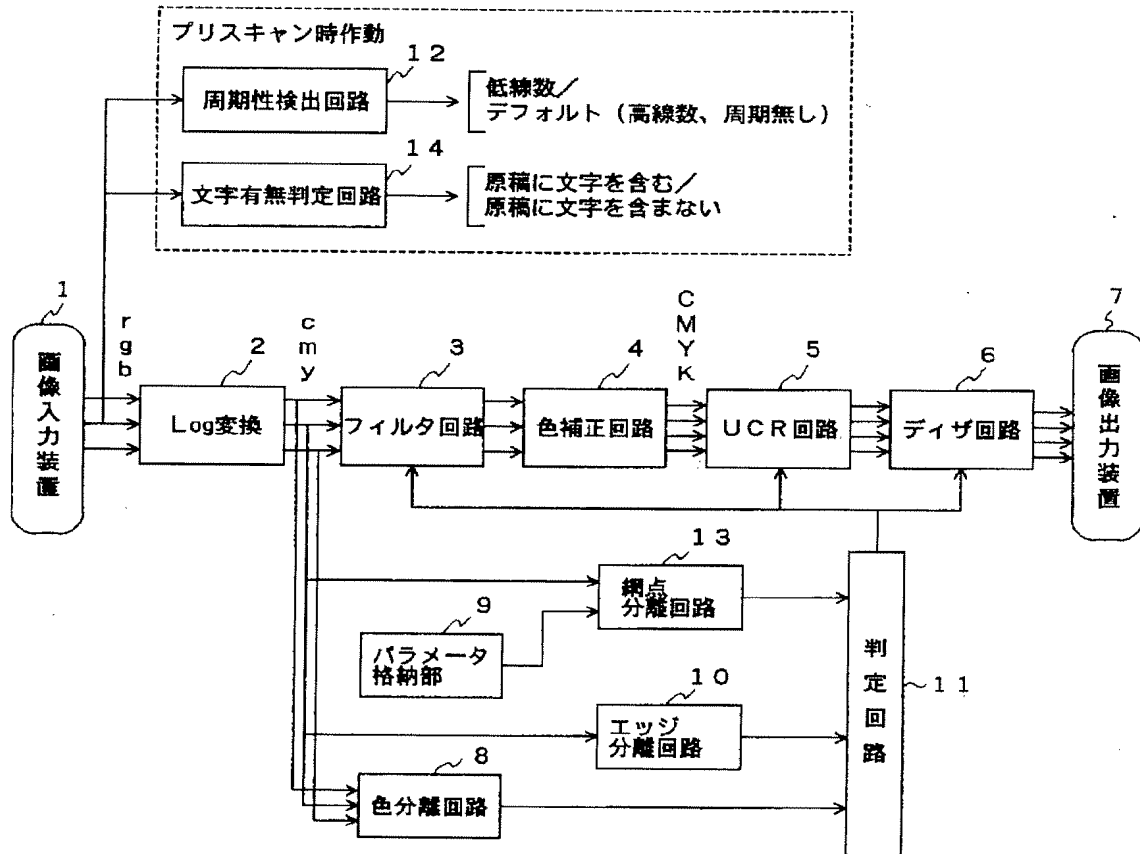 プリスキャン時作動
12
周期性検出回路
低線数／
デフォルト（高線数、周期無し）
14
文字有無判定回路
原稿に文字を含む／
原稿に文字を含まない
1
画像入力装置
rgb
2
Log変換
cmy
3
フィルタ回路
4
色補正回路
CMYK
5
UCR回路
6
ディザ回路
7
画像出力装置
13
網点
分離回路
9
パラメータ
格納部
10
エッジ
分離回路
8
色分離回路
判定回路
11